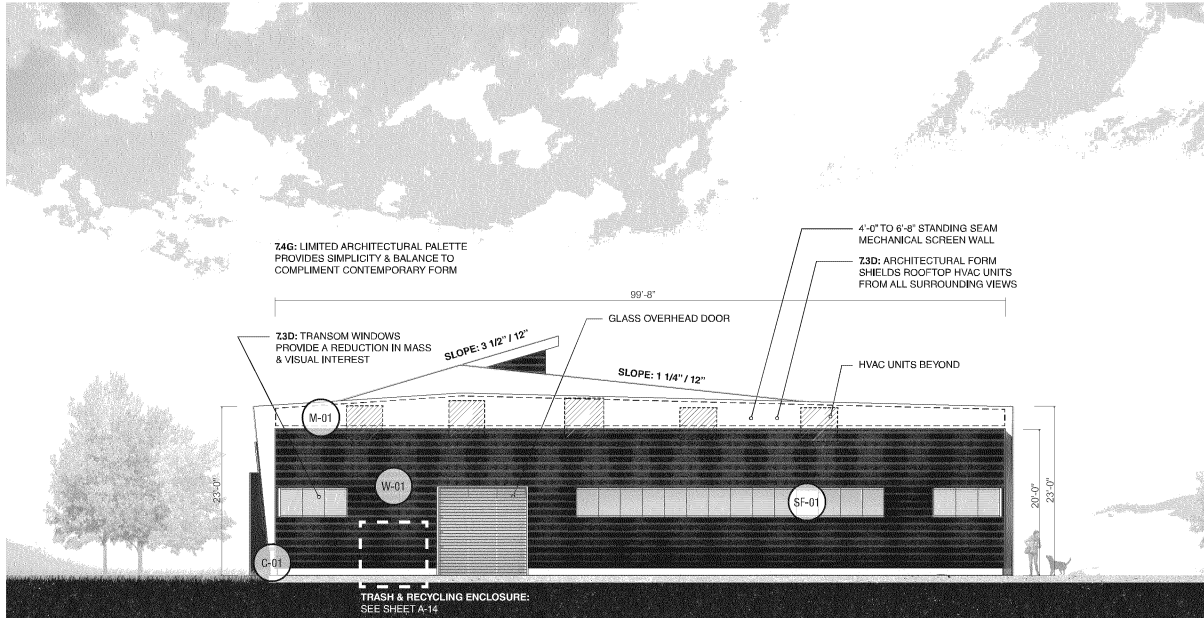 7.4G: LIMITED ARCHITECTURAL PALETTE
PROVIDES SIMPLICITY & BALANCE TO
COMPLIMENT CONTEMPORARY FORM
4'-0" TO 6'-8" STANDING SEAM
MECHANICAL SCREEN WALL
7.3D: ARCHITECTURAL FORM
SHIELDS ROOFTOP HVAC UNITS
FROM ALL SURROUNDING VIEWS
99'-8"
7.3D: TRANSOM WINDOWS
PROVIDE A REDUCTION IN MASS
& VISUAL INTEREST
SLOPE: 3 1/2" / 12"
GLASS OVERHEAD DOOR
SLOPE: 1 1/4" / 12"
HVAC UNITS BEYOND
M-01
23'-0"
W-01
SF-01
20'-0"
23'-0"
C-01
TRASH & RECYCLING ENCLOSURE:
SEE SHEET A-14